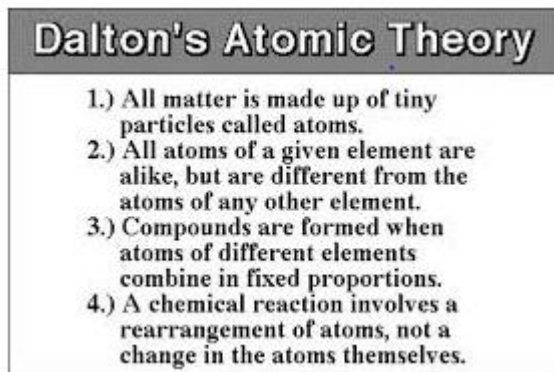 Dalton's Atomic Theory
1.) All matter is made up of tiny
particles called atoms.
2.) All atoms of a given element are
alike, but are different from the
atoms of any other element.
3.) Compounds are formed when
atoms of different elements
combine in fixed proportions.
4.) A chemical reaction involves a
rearrangement of atoms, not a
change in the atoms themselves.